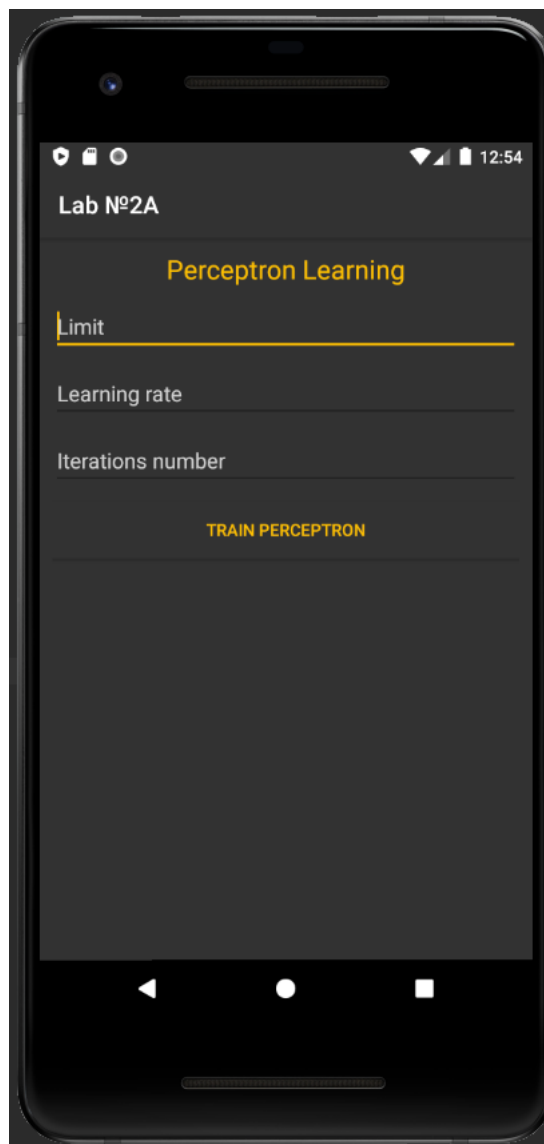 12:54
Lab №2A
Perceptron Learning
Limit
Learning rate
Iterations number
TRAIN PERCEPTRON